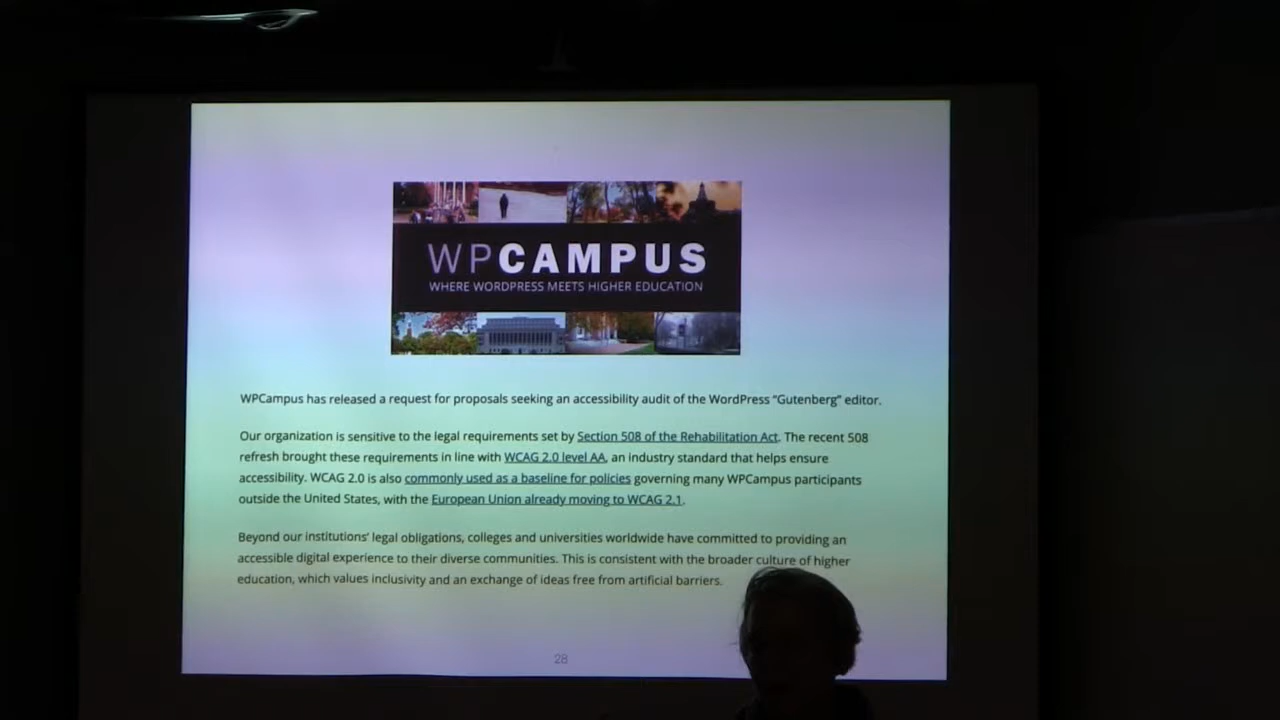 WPCAMPUS
WHERE WORDPRESS MEETS HIGHER EDUCATION
WPCampus has released a request for proposals seeking an accessibility audit of the WordPress “Gutenberg” editor.
Our organization is sensitive to the legal requirements set by Section 508 of the Rehabilitation Act. The recent 508
refresh brought these requirements in line with WCAG 2.0 level AA, an industry standard that helps ensure
accessibility. WCAG 2.0 is also commonly used as a baseline for policies governing many WPCampus participants
outside the United States, with the European Union already moving to WCAG 2.1.
Beyond our institutions’ legal obligations, colleges and universities worldwide have committed to providing an
accessible digital experience to their diverse communities. This is consistent with the broader culture of higher
education, which values inclusivity and an exchange of ideas free from artificial barriers.
28